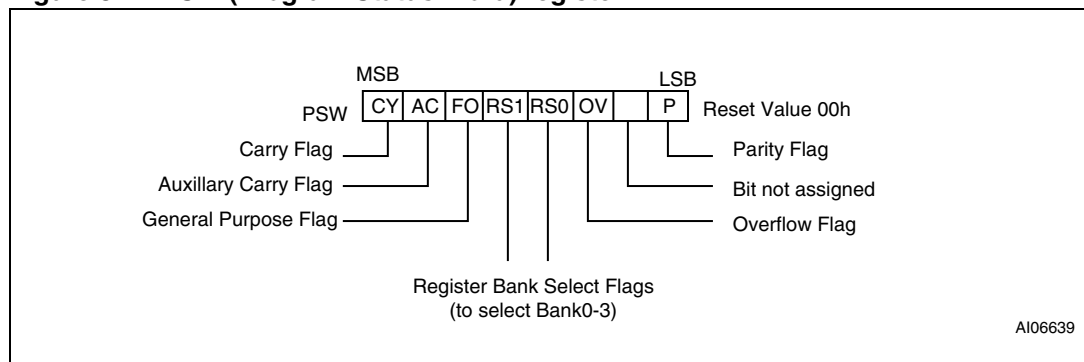 MSB LSB
PSW CY AC FO RS1 RS0 OV P Reset Value 00h
Carry Flag Parity Flag
Auxillary Carry Flag Bit not assigned
General Purpose Flag Overflow Flag
Register Bank Select Flags
(to select Bank0-3)
AI06639